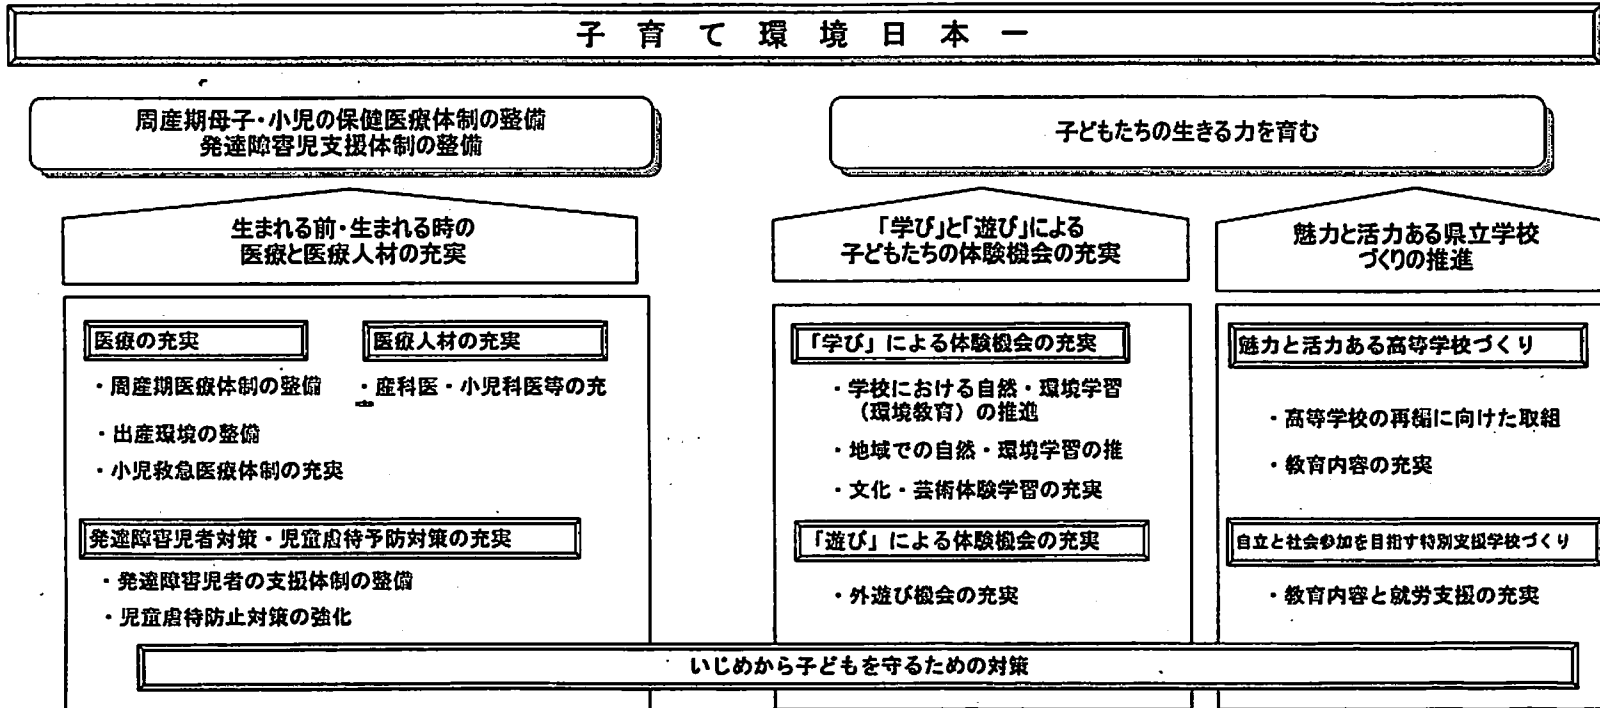 子育て環境日本一
周産期母子・小児の保健医療体制の整備
発達障害児支援体制の整備
子どもたちの生きる力を育む
生まれる前・生まれる時の
医療と医療人材の充実
「学び」と「遊び」による
子どもたちの体験機会の充実
魅力と活力ある県立学校
づくりの推進
医療の充実
医療人材の充実
・周産期医療体制の整備
・産科医・小児科医等の充
・出産環境の整備
・小児救急医療体制の充実
発達障害児者対策・児童虐待予防対策の充実
・発達障害児者の支援体制の整備
・児童虐待防止対策の強化
「学び」による体験機会の充実
・学校における自然・環境学習
（環境教育）の推進
・地域での自然・環境学習の推
・文化・芸術体験学習の充実
「遊び」による体験機会の充実
・外遊び機会の充実
魅力と活力ある高等学校づくり
・高等学校の再編に向けた取組
・教育内容の充実
自立と社会参加を目指す特別支援学校づくり
・教育内容と就労支援の充実
いじめから子どもを守るための対策